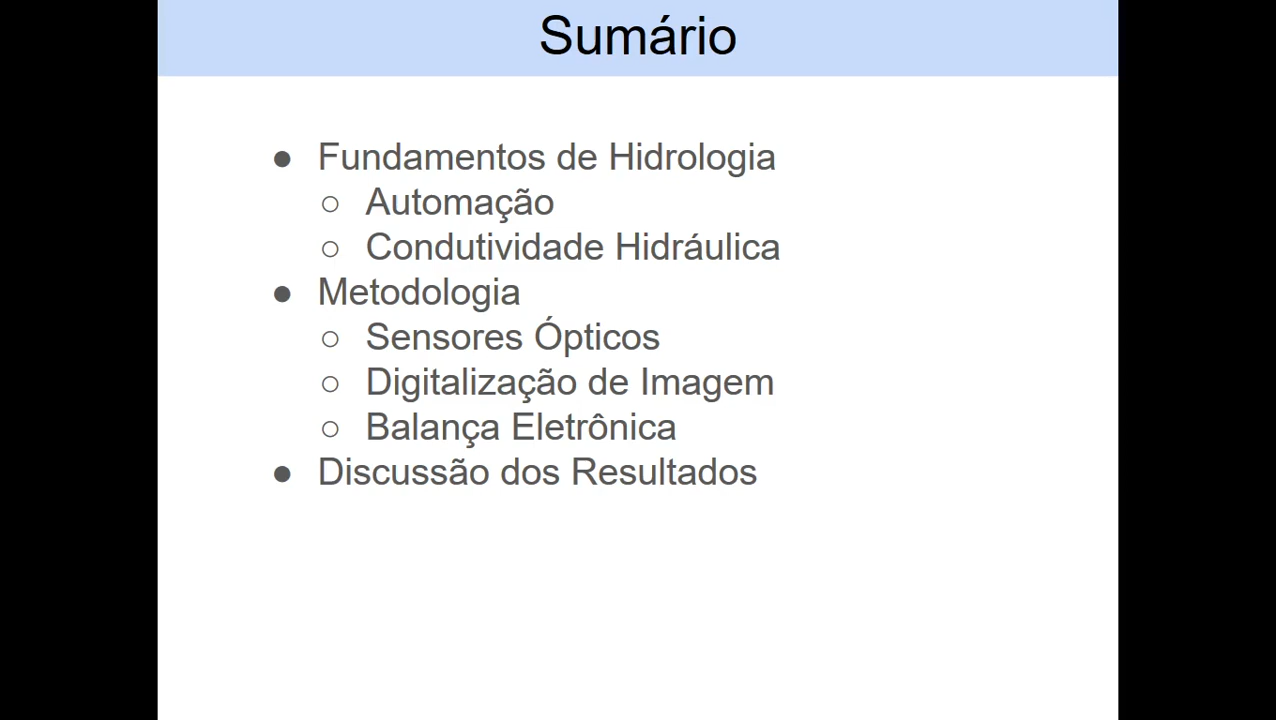 Sumário
● Fundamentos de Hidrologia
○ Automação
○ Condutividade Hidráulica
● Metodologia
○ Sensores Ópticos
○ Digitalização de Imagem
○ Balança Eletrônica
● Discussão dos Resultados